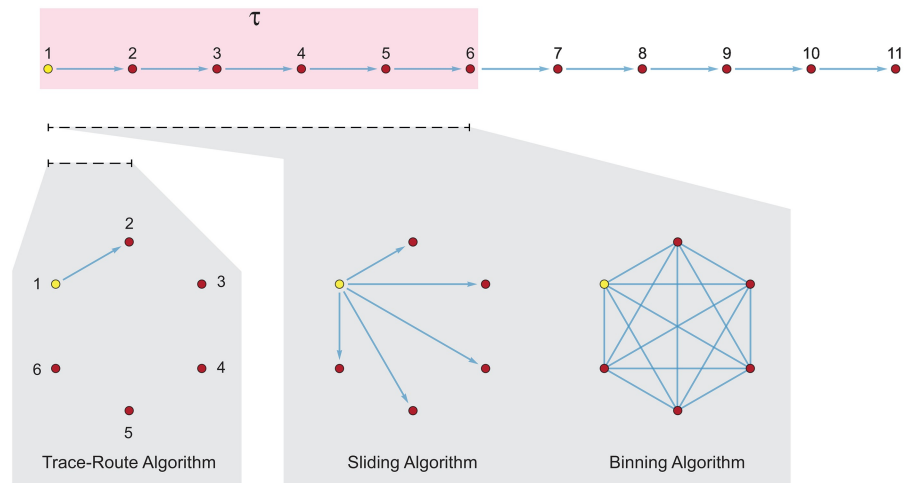 τ
1 2 3 4 5 6 7 8 9 10 11
2
1 3
6 4
5
Trace-Route Algorithm Sliding Algorithm Binning Algorithm